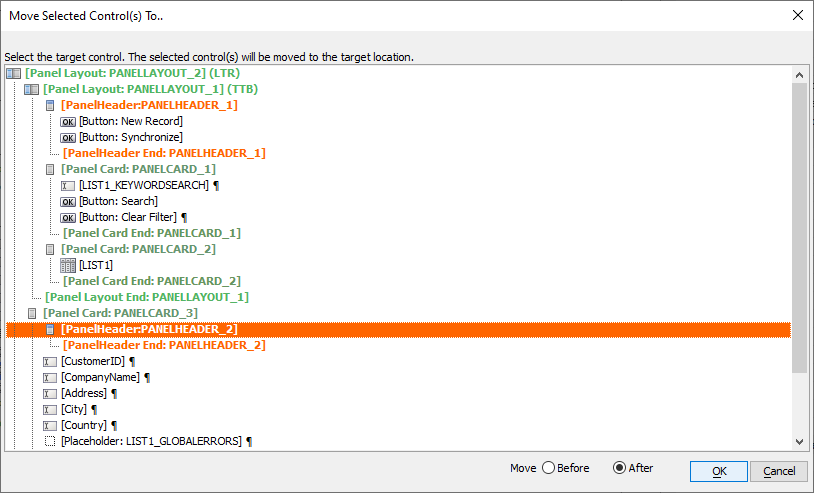 Move Selected Control(s) To..
Select the target control. The selected control(s) will be moved to the target location.
[Panel Layout: PANELLAYOUT_2] (LTR)
[Panel Layout: PANELLAYOUT_1] (TTB)
[PanelHeader:PANELHEADER_1]
OK [Button: New Record]
OK [Button: Synchronize]
[PanelHeader End: PANELHEADER_1]
[Panel Card: PANELCARD_1]
[LIST1_KEYWORDSEARCH] ¶
OK [Button: Search]
OK [Button: Clear Filter] ¶
[Panel Card End: PANELCARD_1]
[Panel Card: PANELCARD_2]
[LIST1]
[Panel Card End: PANELCARD_2]
[Panel Layout End: PANELLAYOUT_1]
[Panel Card: PANELCARD_3]
[PanelHeader:PANELHEADER_2]
[PanelHeader End: PANELHEADER_2]
[CustomerID] ¶
[CompanyName] ¶
[Address] ¶
[City] ¶
[Country] ¶
[Placeholder: LIST1_GLOBALERRORS] ¶
Move Before After OK Cancel